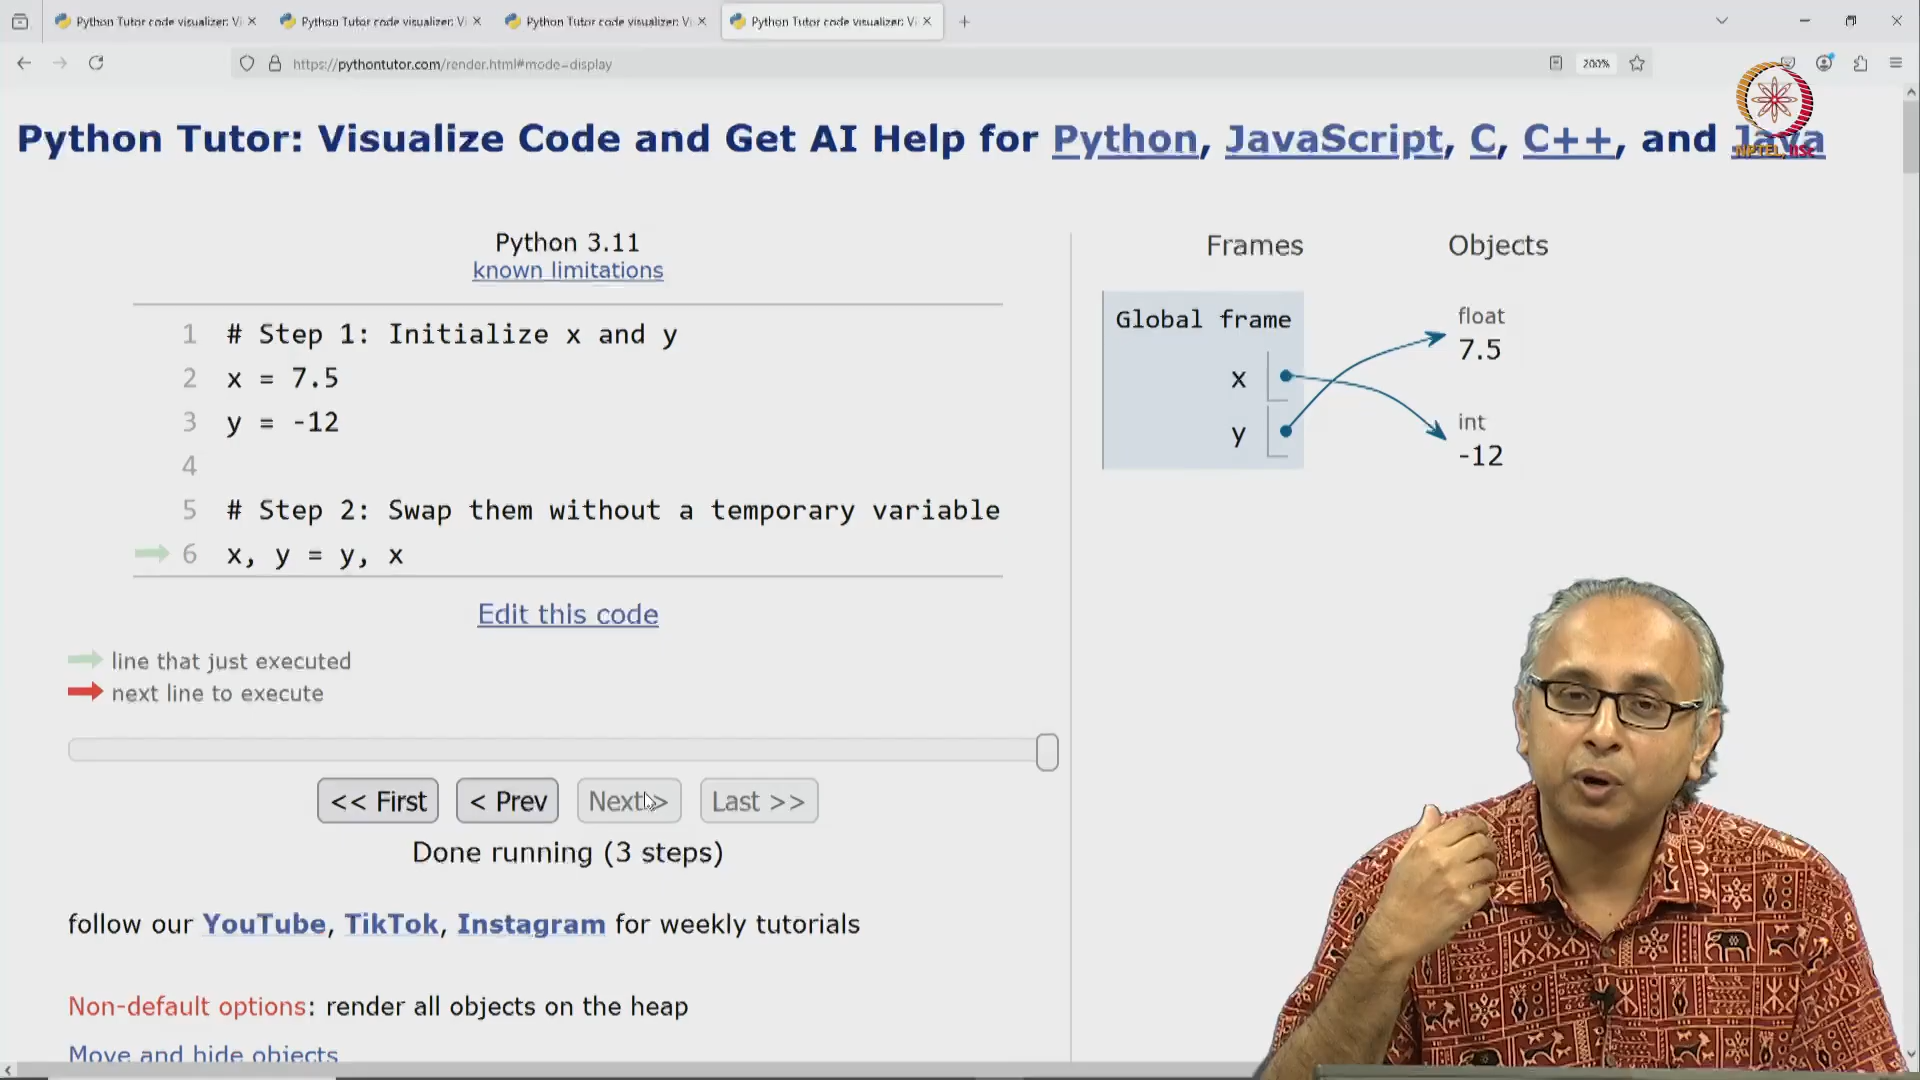 Python Tutor code visualizer: Vi
Python Tutor code visualizer: Vi
Python Tutor code visualizer: Vi
Python Tutor code visualizer: Vi
https://pythontutor.com/render.html#mode=display
200%
NPTEL, IISc
Python Tutor: Visualize Code and Get AI Help for Python, JavaScript, C, C++, and Java
Python 3.11
known limitations
1 # Step 1: Initialize x and y
2 x = 7.5
3 y = -12
4
5 # Step 2: Swap them without a temporary variable
6 x, y = y, x
Edit this code
line that just executed
next line to execute
<< First
< Prev
Next >
Last >>
Done running (3 steps)
follow our YouTube, TikTok, Instagram for weekly tutorials
Non-default options: render all objects on the heap
Move and hide objects
Frames
Objects
Global frame
x
y
float
7.5
int
-12